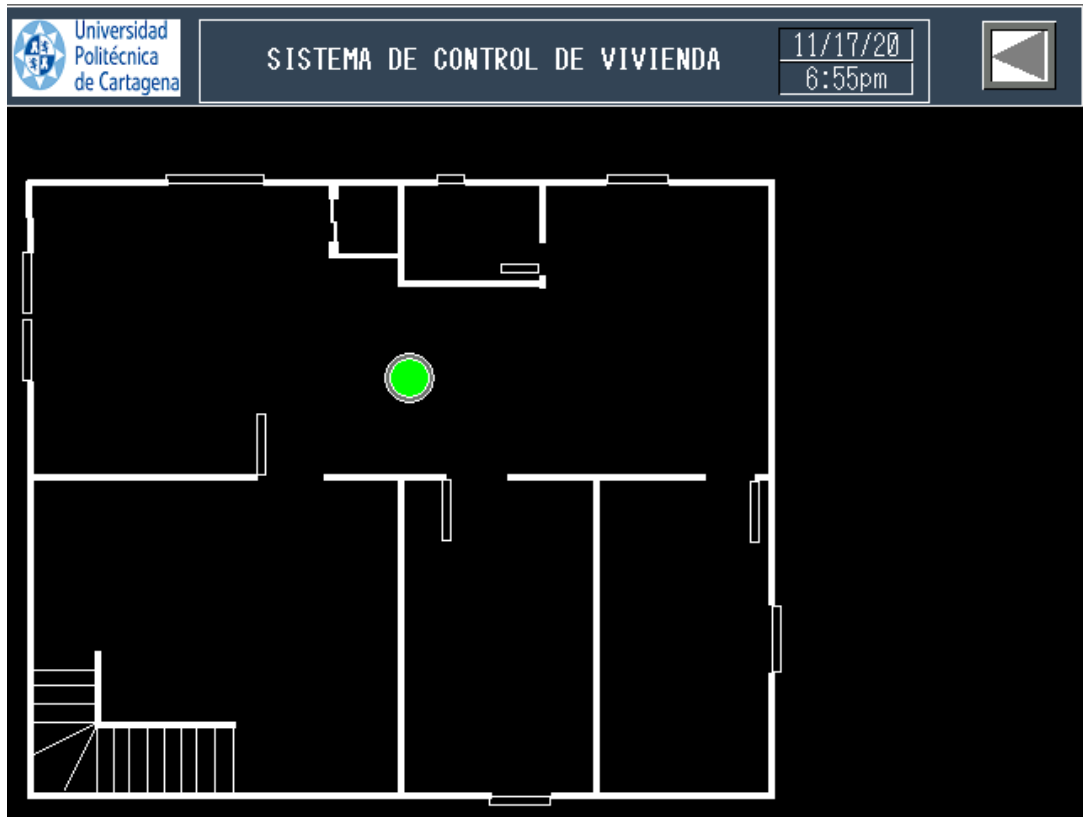 Universidad
Politécnica
de Cartagena
SISTEMA DE CONTROL DE VIVIENDA
11/17/20
6:55pm